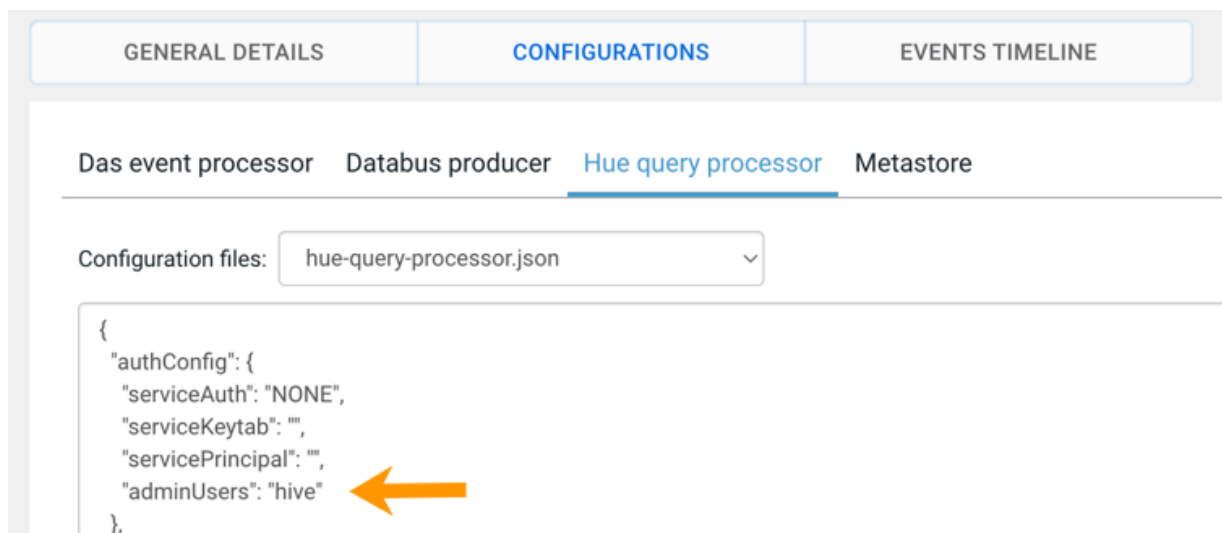 GENERAL DETAILS CONFIGURATIONS EVENTS TIMELINE
Das event processor Databus producer Hue query processor Metastore
Configuration files: hue-query-processor.json
{
"authConfig": {
"serviceAuth": "NONE",
"serviceKeytab": "",
"servicePrincipal": "",
"adminUsers": "hive"
},